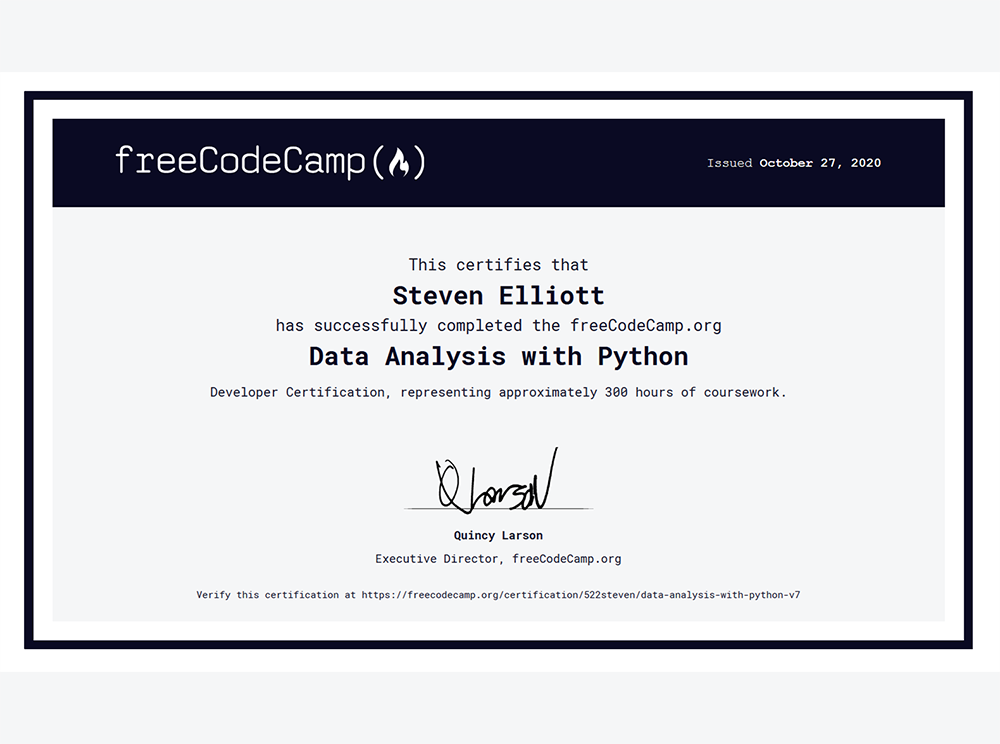 freeCodeCamp(🔥)
Issued October 27, 2020
This certifies that
Steven Elliott
has successfully completed the freeCodeCamp.org
Data Analysis with Python
Developer Certification, representing approximately 300 hours of coursework.
Q Larson
Quincy Larson
Executive Director, freeCodeCamp.org
Verify this certification at https://freecodecamp.org/certification/522steven/data-analysis-with-python-v7